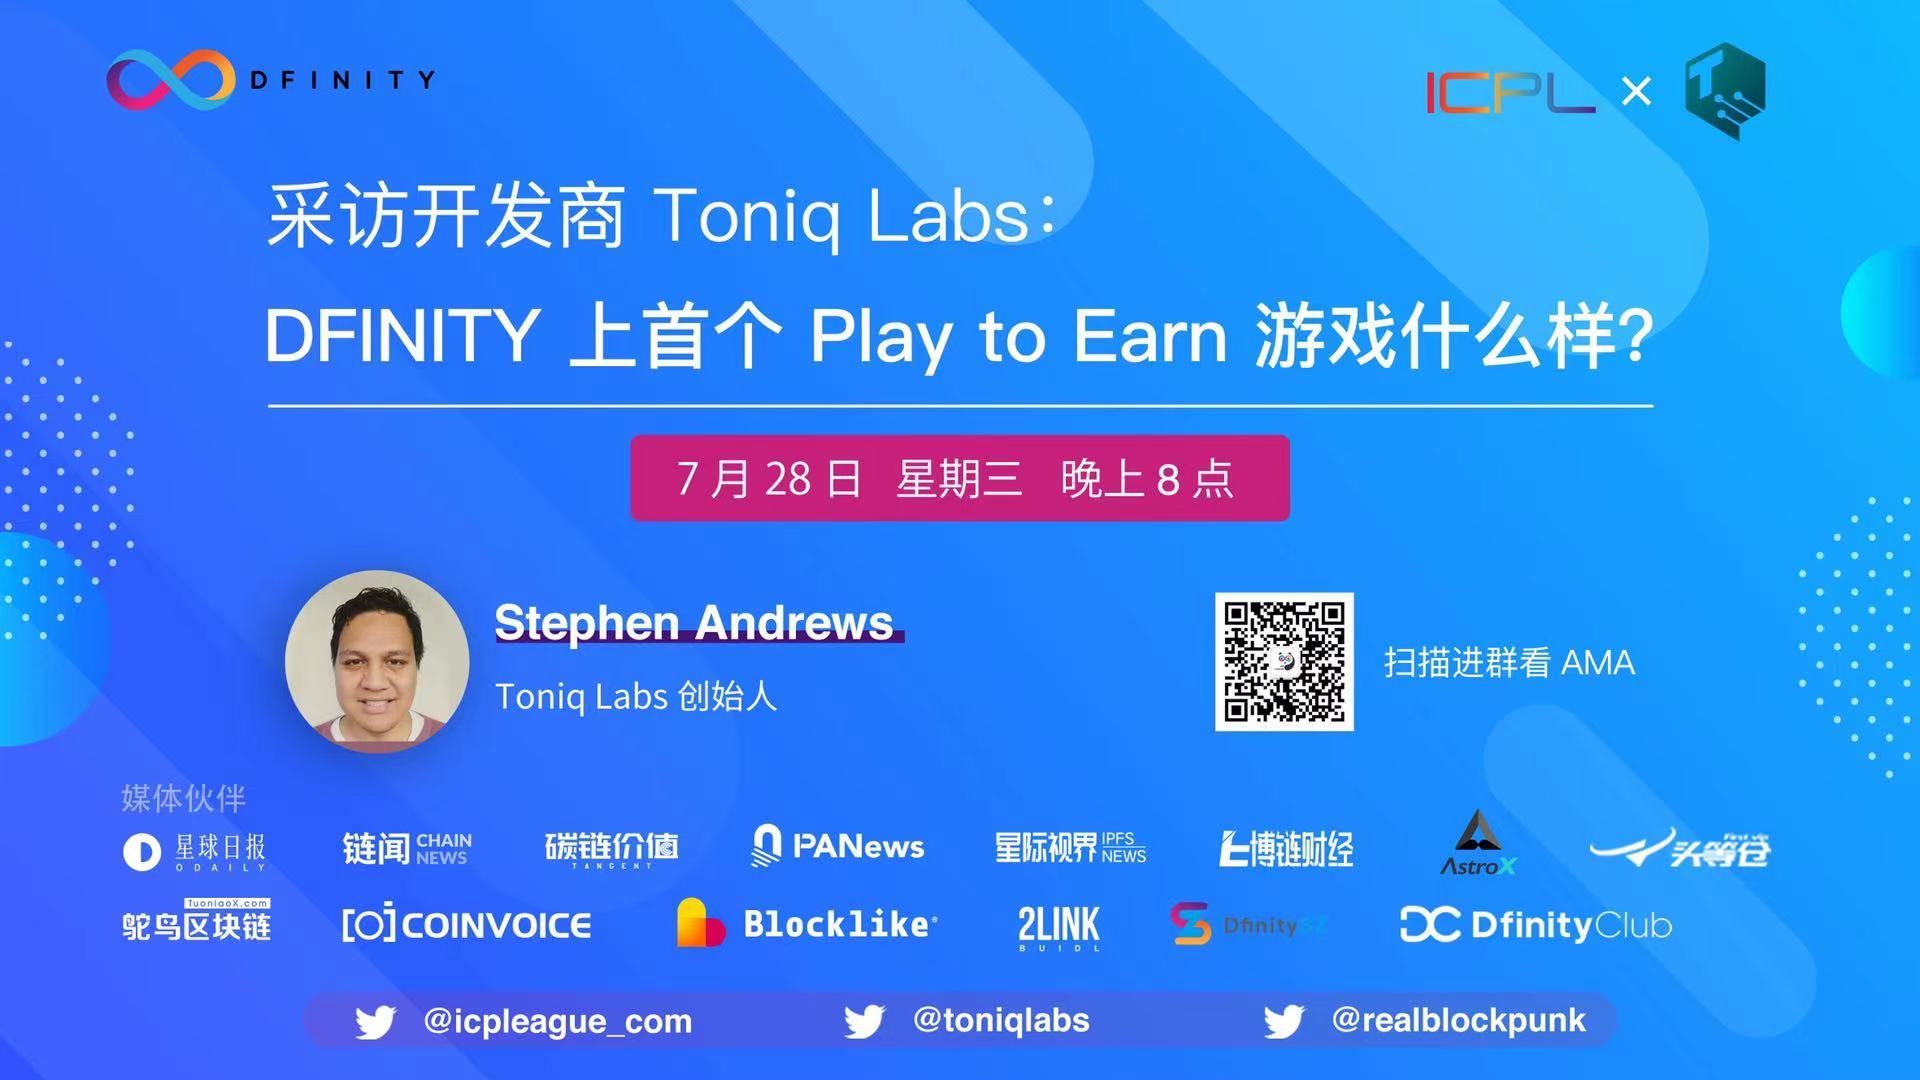 DFINITY
ICPL ×
采访开发商 Toniq Labs：
DFINITY 上首个 Play to Earn 游戏什么样？
7 月 28 日 星期三 晚上 8 点
Stephen Andrews
Toniq Labs 创始人
扫描进群看 AMA
媒体伙伴
星球日报
ODAILY
链闻 CHAIN NEWS
碳链价值
TANGENT
PANews
星际视界 IPFS NEWS
博链财经
AstroX
头等仓
TuoniaoX.com
鸵鸟区块链
COINVOICE
Blocklike
2LINK
BUIDL
DfinitySZ
DfinityClub
@icpleague_com
@toniqlabs
@realblockpunk